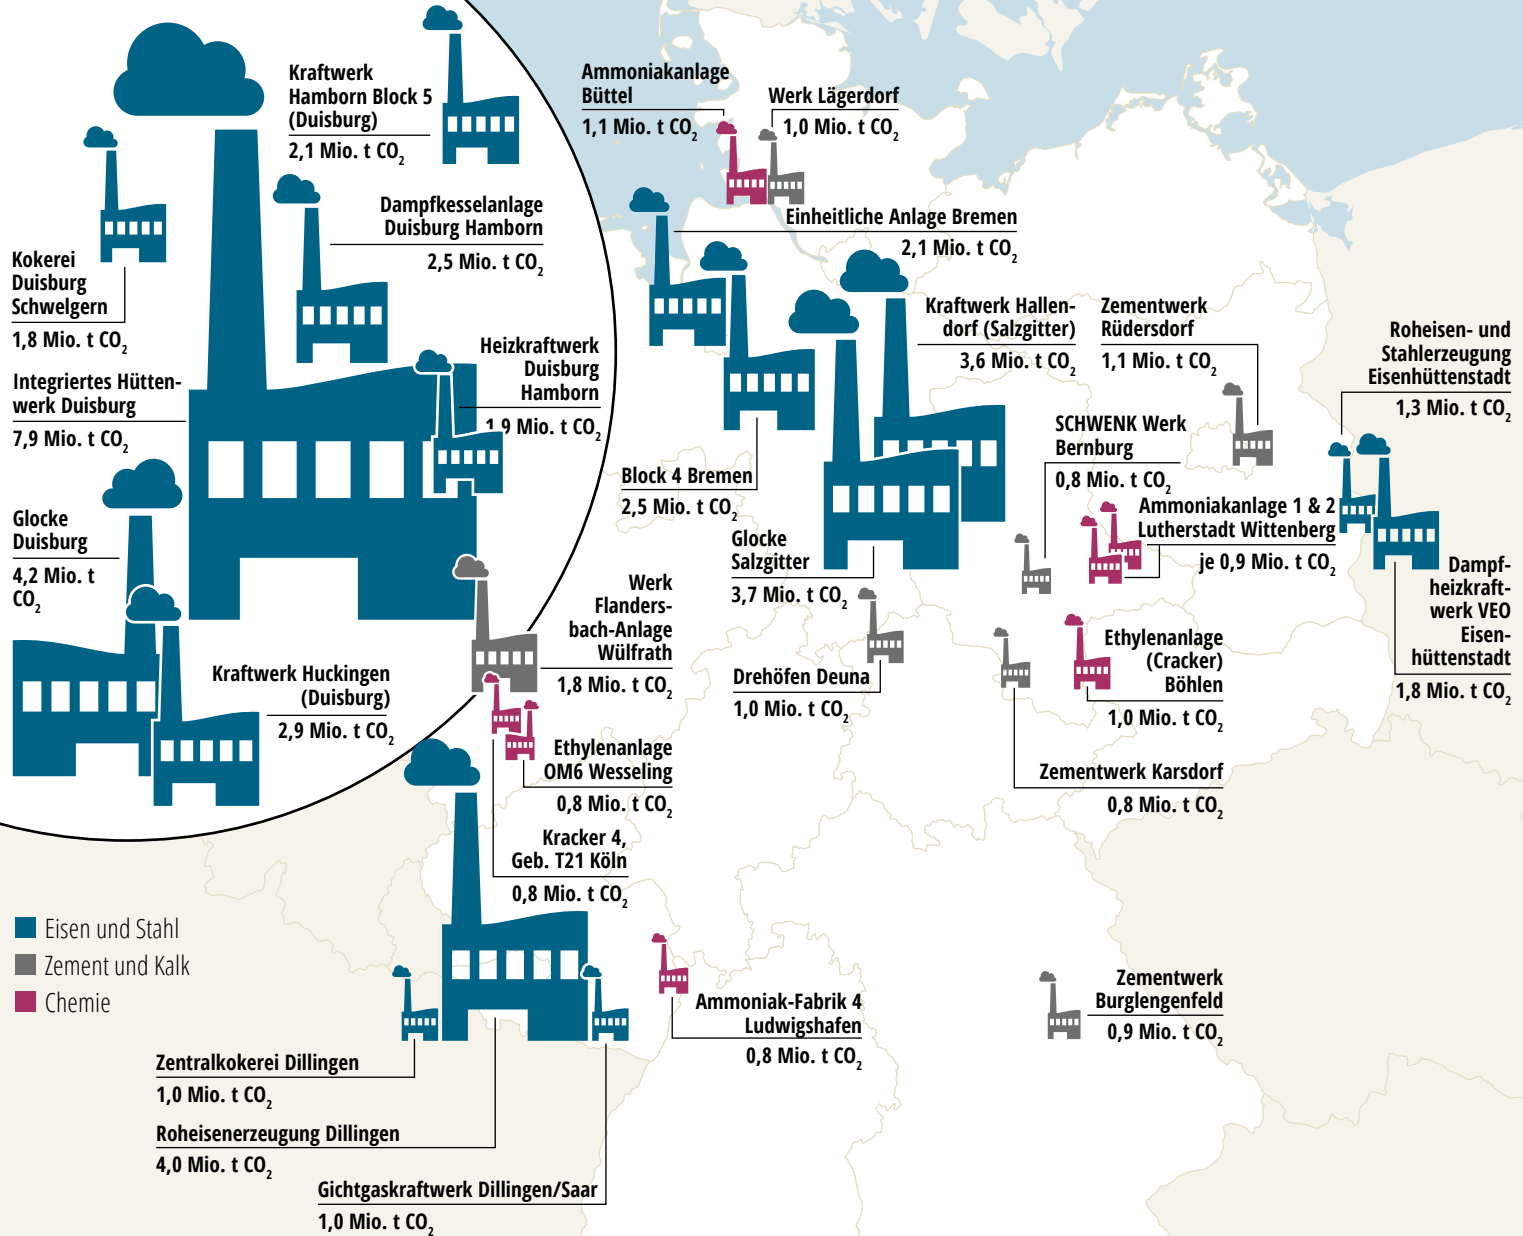 Kraftwerk
Hamborn Block 5
(Duisburg)
2,1 Mio. t CO₂
Dampfkesselanlage
Duisburg Hamborn
2,5 Mio. t CO₂
Kokerei
Duisburg
Schwelgern
1,8 Mio. t CO₂
Integriertes Hütten-
werk Duisburg
7,9 Mio. t CO₂
Heizkraftwerk
Duisburg
Hamborn
1,9 Mio. t CO₂
Glocke
Duisburg
4,2 Mio. t
CO₂
Kraftwerk Huckingen
(Duisburg)
2,9 Mio. t CO₂
Werk
Flanders-
bach-Anlage
Wülfrath
1,8 Mio. t CO₂
Ethylenanlage
OM6 Wesseling
0,8 Mio. t CO₂
Kracker 4,
Geb. T21 Köln
0,8 Mio. t CO₂
Ammoniakanlage
Büttel
1,1 Mio. t CO₂
Werk Lägerdorf
1,0 Mio. t CO₂
Einheitliche Anlage Bremen
2,1 Mio. t CO₂
Block 4 Bremen
2,5 Mio. t CO₂
Kraftwerk Hallen-
dorf (Salzgitter)
3,6 Mio. t CO₂
Glocke
Salzgitter
3,7 Mio. t CO₂
Zementwerk
Rüdersdorf
1,1 Mio. t CO₂
SCHWENK Werk
Bernburg
0,8 Mio. t CO₂
Ammoniakanlage 1 & 2
Lutherstadt Wittenberg
je 0,9 Mio. t CO₂
Roheisen- und
Stahlerzeugung
Eisenhüttenstadt
1,3 Mio. t CO₂
Dampf-
heizkraft-
werk VEO
Eisen-
hüttenstadt
1,8 Mio. t CO₂
Drehöfen Deuna
1,0 Mio. t CO₂
Ethylenanlage
(Cracker)
Böhlen
1,0 Mio. t CO₂
Zementwerk Karsdorf
0,8 Mio. t CO₂
Eisen und Stahl
Zement und Kalk
Chemie
Ammoniak-Fabrik 4
Ludwigshafen
0,8 Mio. t CO₂
Zementwerk
Burglengenfeld
0,9 Mio. t CO₂
Zentralkokerei Dillingen
1,0 Mio. t CO₂
Roheisenerzeugung Dillingen
4,0 Mio. t CO₂
Gichtgaskraftwerk Dillingen/Saar
1,0 Mio. t CO₂